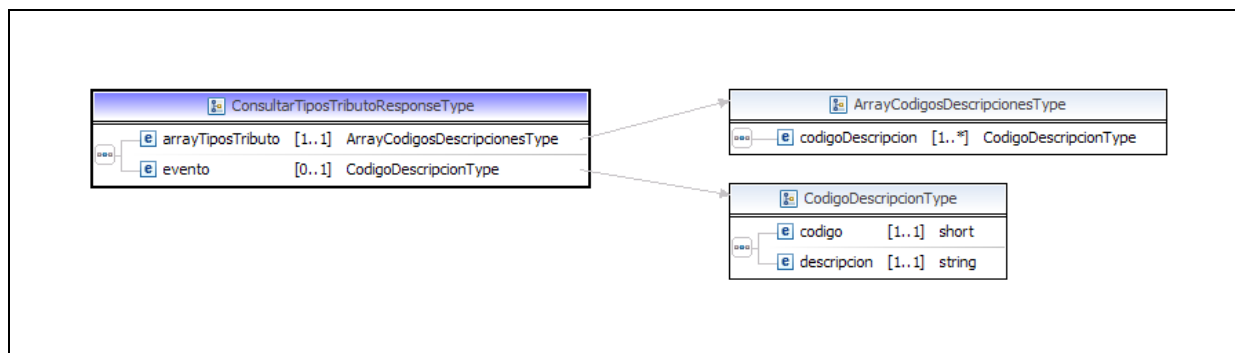 ConsultarTiposTributoResponseType
e arrayTiposTributo [1..1] ArrayCodigosDescripcionesType
e evento [0..1] CodigoDescripcionType
ArrayCodigosDescripcionesType
e codigoDescripcion [1..*] CodigoDescripcionType
CodigoDescripcionType
e codigo [1..1] short
e descripcion [1..1] string